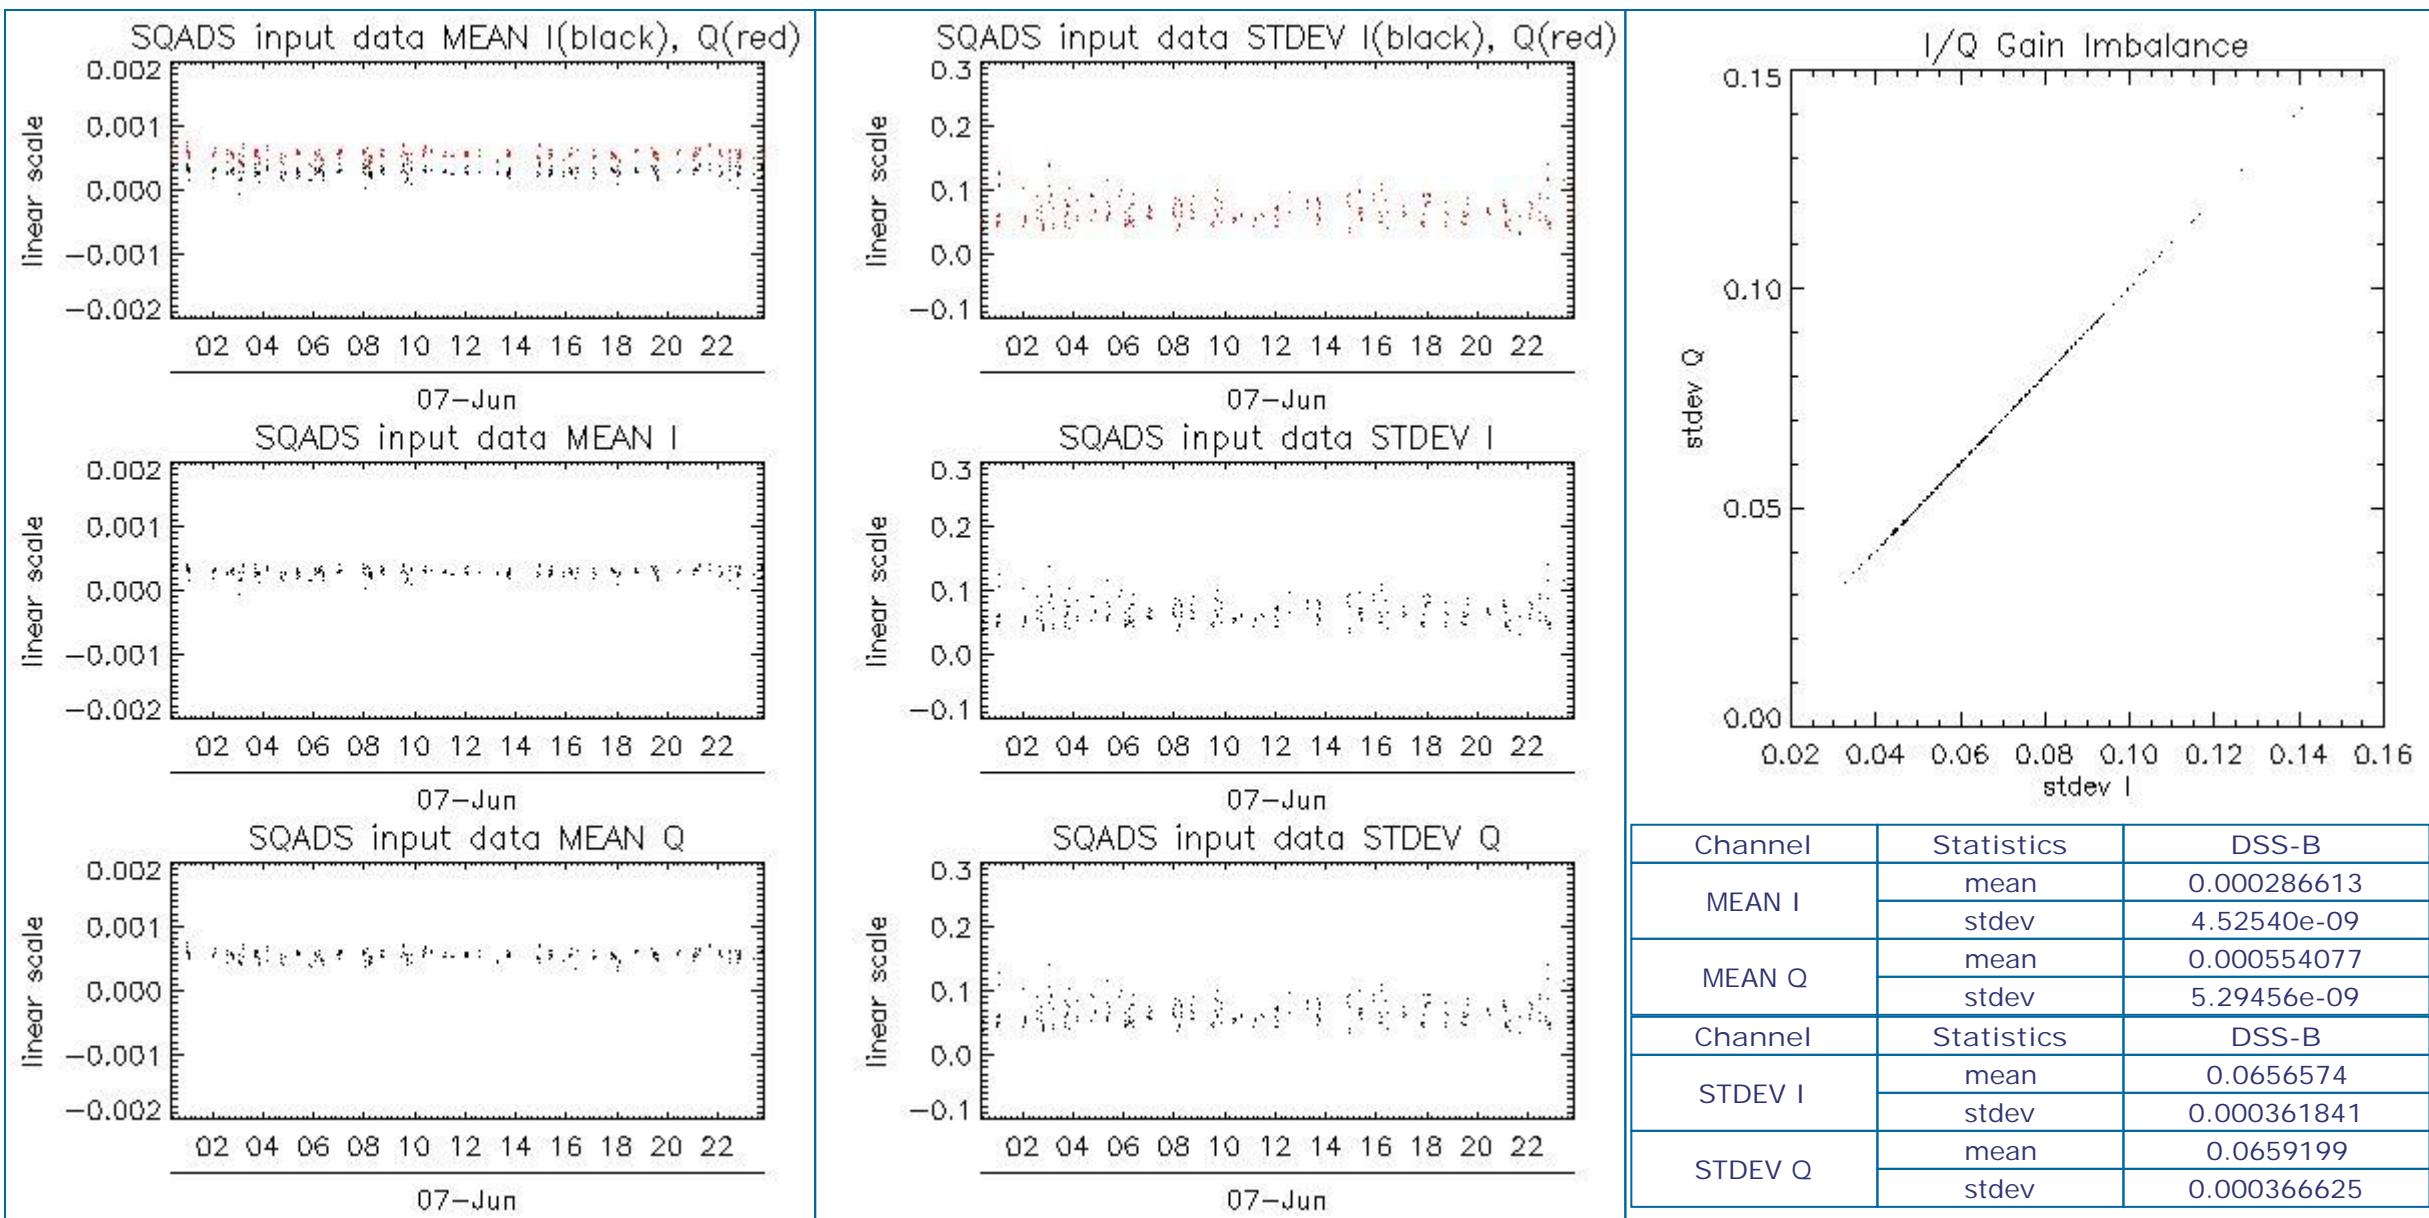 SQADS input data MEAN I(black), Q(red)
linear scale
0.002
0.001
0.000
−0.001
−0.002
02 04 06 08 10 12 14 16 18 20 22
07−Jun
SQADS input data MEAN I
linear scale
0.002
0.001
0.000
−0.001
−0.002
02 04 06 08 10 12 14 16 18 20 22
07−Jun
SQADS input data MEAN Q
linear scale
0.002
0.001
0.000
−0.001
−0.002
02 04 06 08 10 12 14 16 18 20 22
07−Jun
SQADS input data STDEV I(black), Q(red)
linear scale
0.3
0.2
0.1
0.0
−0.1
02 04 06 08 10 12 14 16 18 20 22
07−Jun
SQADS input data STDEV I
linear scale
0.3
0.2
0.1
0.0
−0.1
02 04 06 08 10 12 14 16 18 20 22
07−Jun
SQADS input data STDEV Q
linear scale
0.3
0.2
0.1
0.0
−0.1
02 04 06 08 10 12 14 16 18 20 22
07−Jun
I/Q Gain Imbalance
stdev Q
0.15
0.10
0.05
0.00
0.02 0.04 0.06 0.08 0.10 0.12 0.14 0.16
stdev I
Channel Statistics DSS-B
MEAN I mean 0.000286613
stdev 4.52540e-09
MEAN Q mean 0.000554077
stdev 5.29456e-09
Channel Statistics DSS-B
STDEV I mean 0.0656574
stdev 0.000361841
STDEV Q mean 0.0659199
stdev 0.000366625